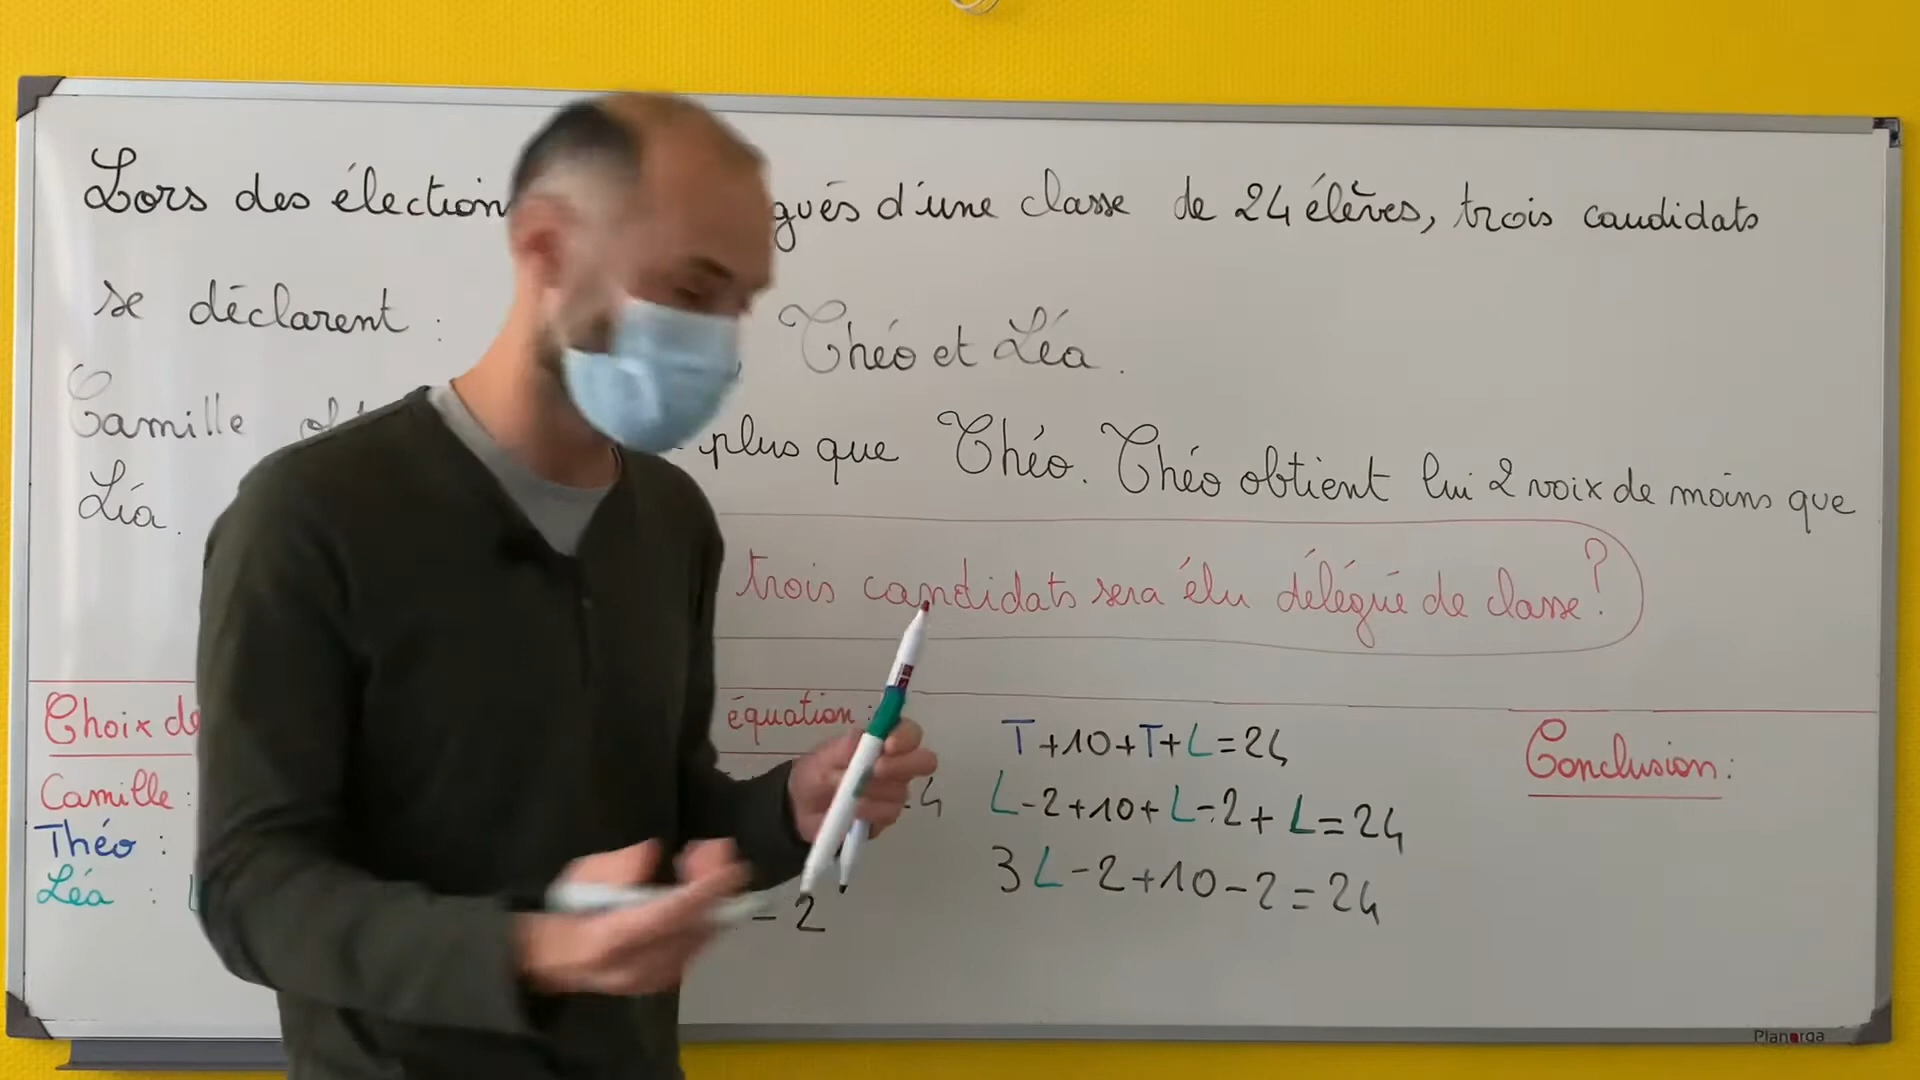 Lors des élection gués d'une classe de 24 élèves, trois candidats
se déclarent : Théo et Léa.
Camille plus que Théo. Théo obtient lui 2 voix de moins que
Léa.
trois candidats sera élu délégué de classe ?
Choix de équation :
Camille :
Théo :
Léa :
- 2
T+10+T+L=24
L-2+10+L-2+L=24
3L-2+10-2=24
Conclusion :
Planorga